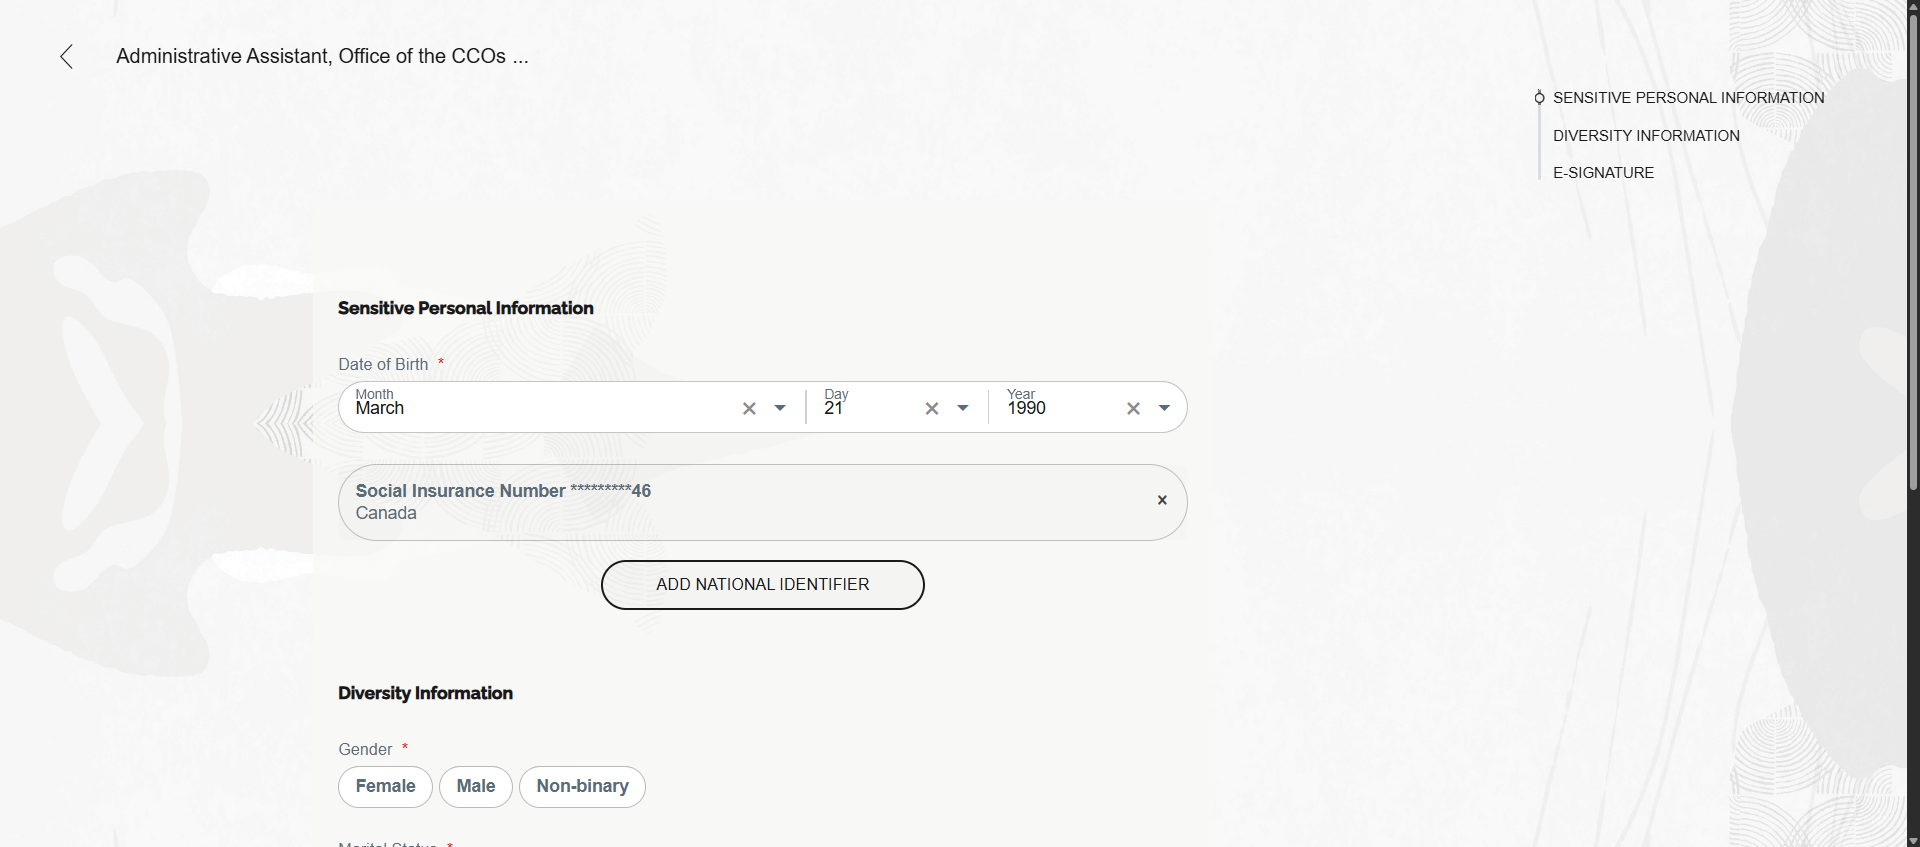 Administrative Assistant, Office of the CCOs ...
SENSITIVE PERSONAL INFORMATION
DIVERSITY INFORMATION
E-SIGNATURE
Sensitive Personal Information
Date of Birth *
Month
March
Day
21
Year
1990
Social Insurance Number *********46
Canada
ADD NATIONAL IDENTIFIER
Diversity Information
Gender *
Female
Male
Non-binary
Marital Status *